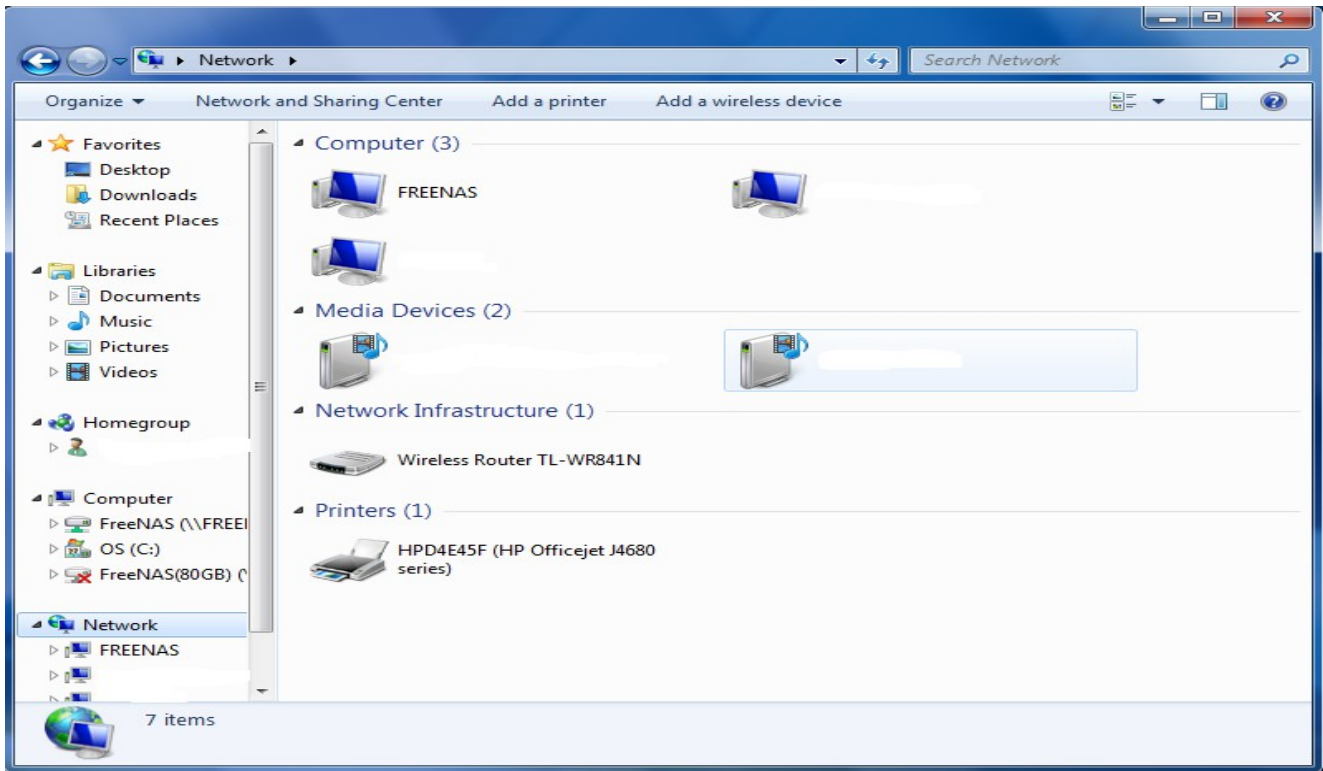 Network
Search Network
Organize Network and Sharing Center Add a printer Add a wireless device
Favorites
Desktop
Downloads
Recent Places
Libraries
Documents
Music
Pictures
Videos
Homegroup
Computer
FreeNAS (\\FREE
OS (C:)
FreeNAS(80GB) (
Network
FREENAS
Computer (3)
FREENAS
Media Devices (2)
Network Infrastructure (1)
Wireless Router TL-WR841N
Printers (1)
HPD4E45F (HP Officejet J4680
series)
7 items